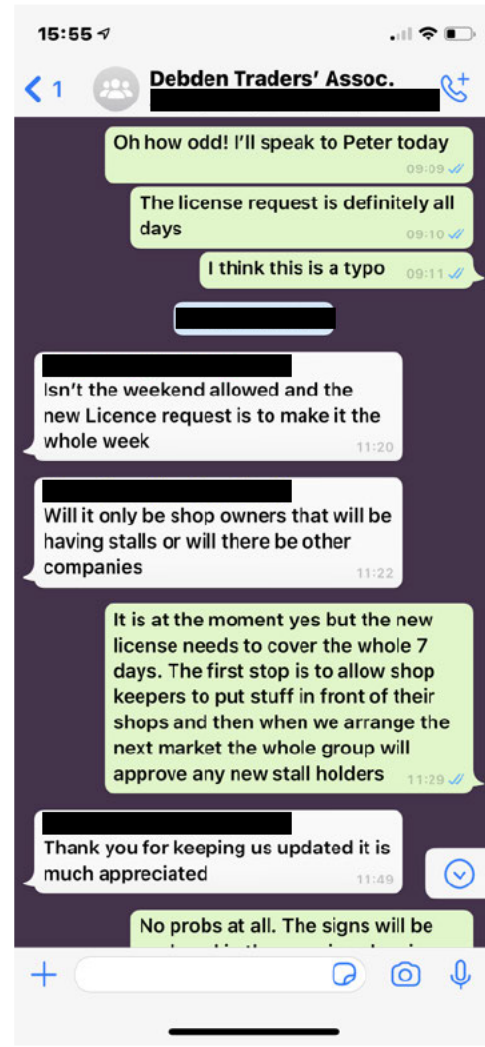 15:55
1
Debden Traders' Assoc.
Oh how odd! I'll speak to Peter today
09:09
The license request is definitely all
days
09:10
I think this is a typo
09:11
Isn't the weekend allowed and the
new Licence request is to make it the
whole week
11:20
Will it only be shop owners that will be
having stalls or will there be other
companies
11:22
It is at the moment yes but the new
license needs to cover the whole 7
days. The first stop is to allow shop
keepers to put stuff in front of their
shops and then when we arrange the
next market the whole group will
approve any new stall holders
11:29
Thank you for keeping us updated it is
much appreciated
11:49
No probs at all. The signs will be